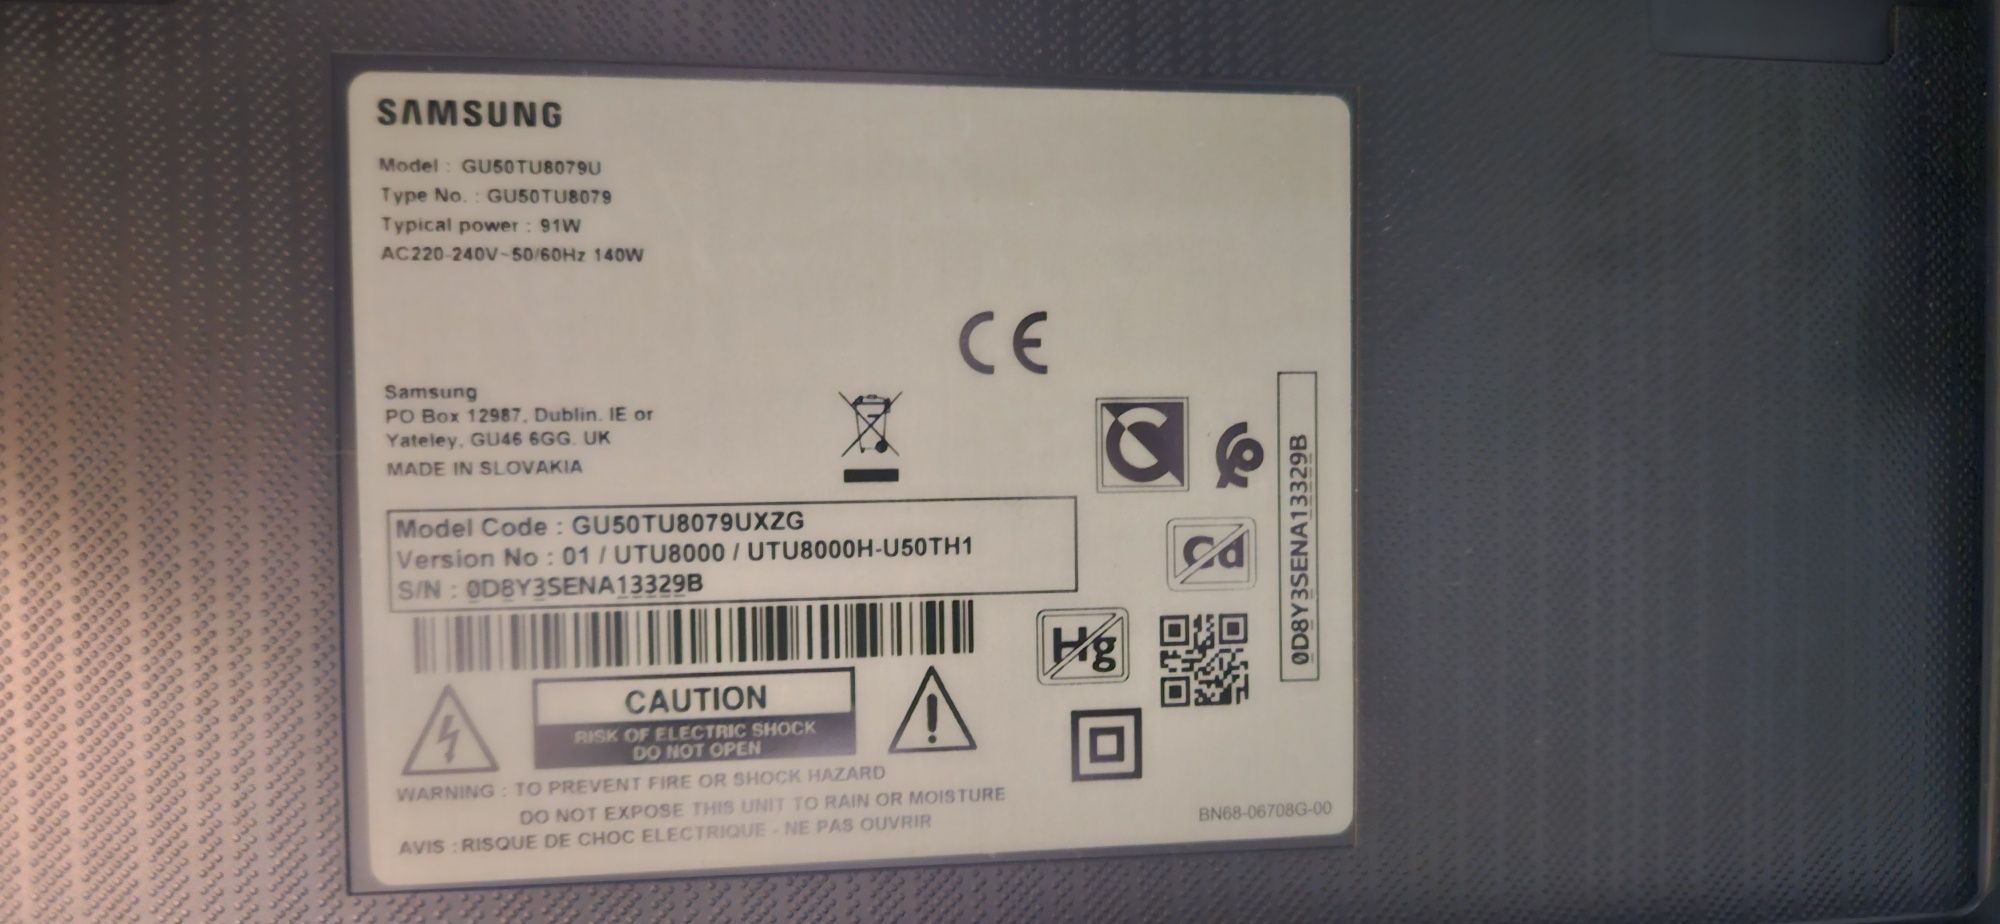 SAMSUNG
Model : GU50TU8079U
Type No. : GU50TU8079
Typical power : 91W
AC220-240V~50/60Hz 140W
CE
Samsung
PO Box 12987, Dublin. IE or
Yateley, GU46 6GG. UK
MADE IN SLOVAKIA
Model Code : GU50TU8079UXZG
Version No : 01 / UTU8000 / UTU8000H-U50TH1
S/N : 0D8Y3SENA13329B
0D8Y3SENA13329B
Cd
Hg
CAUTION
RISK OF ELECTRIC SHOCK
DO NOT OPEN
WARNING : TO PREVENT FIRE OR SHOCK HAZARD
DO NOT EXPOSE THIS UNIT TO RAIN OR MOISTURE
AVIS : RISQUE DE CHOC ELECTRIQUE - NE PAS OUVRIR
BN68-06708G-00